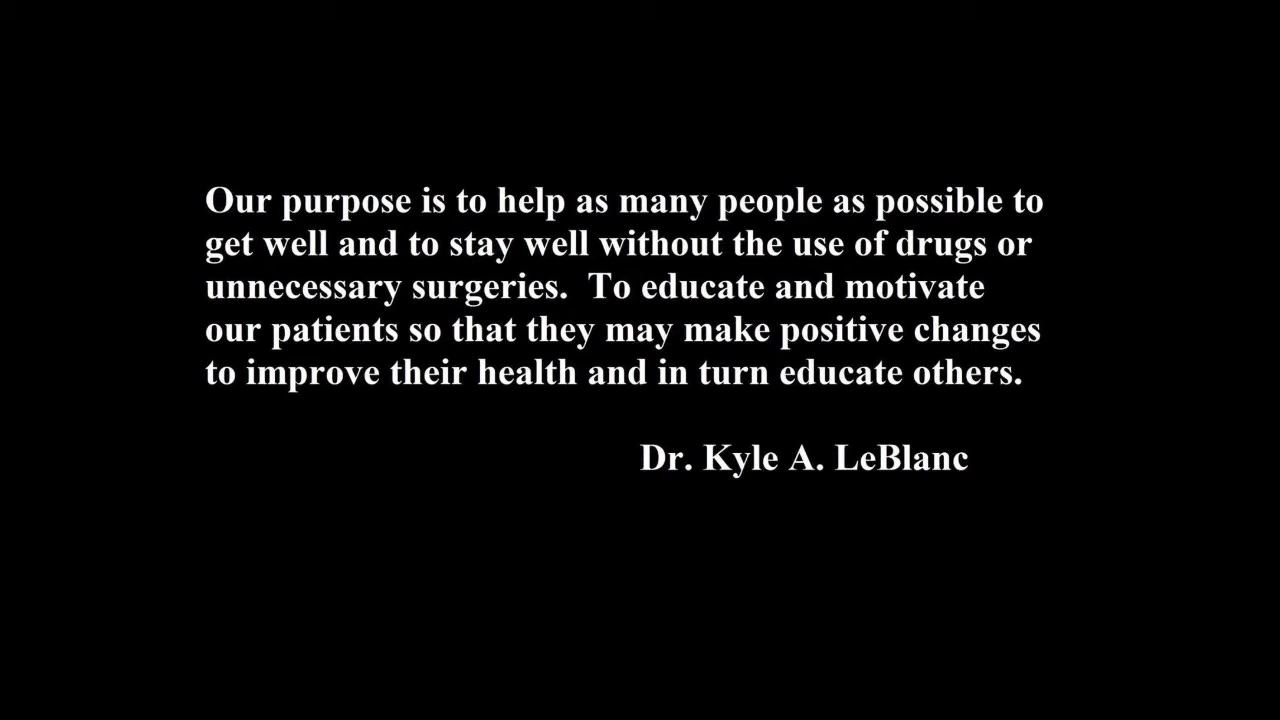 Our purpose is to help as many people as possible to
get well and to stay well without the use of drugs or
unnecessary surgeries.  To educate and motivate
our patients so that they may make positive changes
to improve their health and in turn educate others.
Dr. Kyle A. LeBlanc